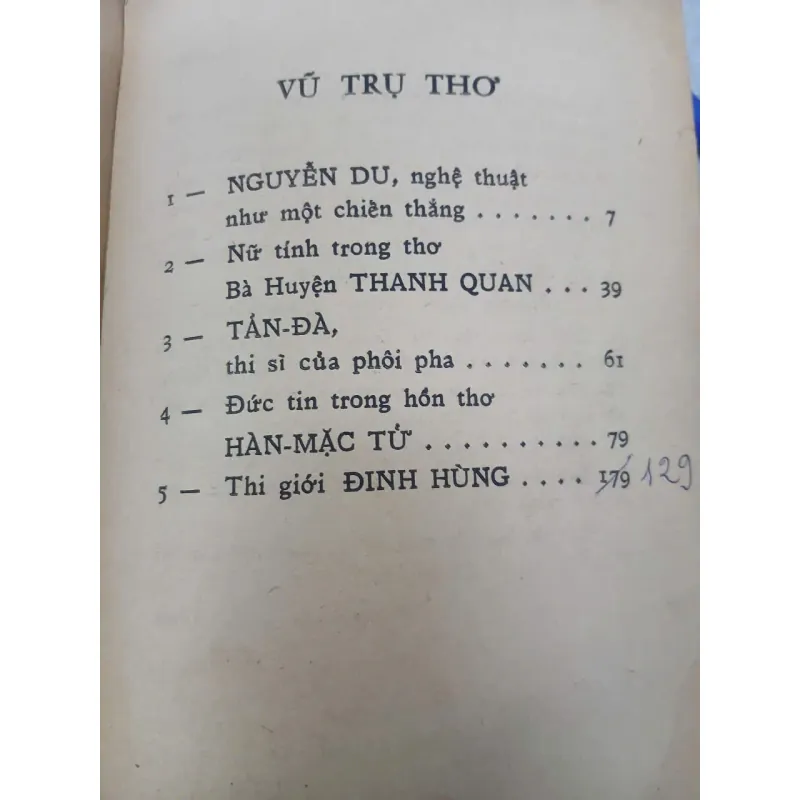 VŨ TRỤ THƠ
1 — NGUYỄN DU, nghệ thuật
như một chiến thắng . . . . . . . 7
2 — Nữ tính trong thơ
Bà Huyện THANH QUAN . . . 39
3 — TẢN-ĐÀ,
thi sĩ của phôi pha . . . . . . . 61
4 — Đức tin trong hồn thơ
HÀN-MẶC TỬ . . . . . . . . . . 79
5 — Thi giới ĐINH HÙNG . . . . 179 129